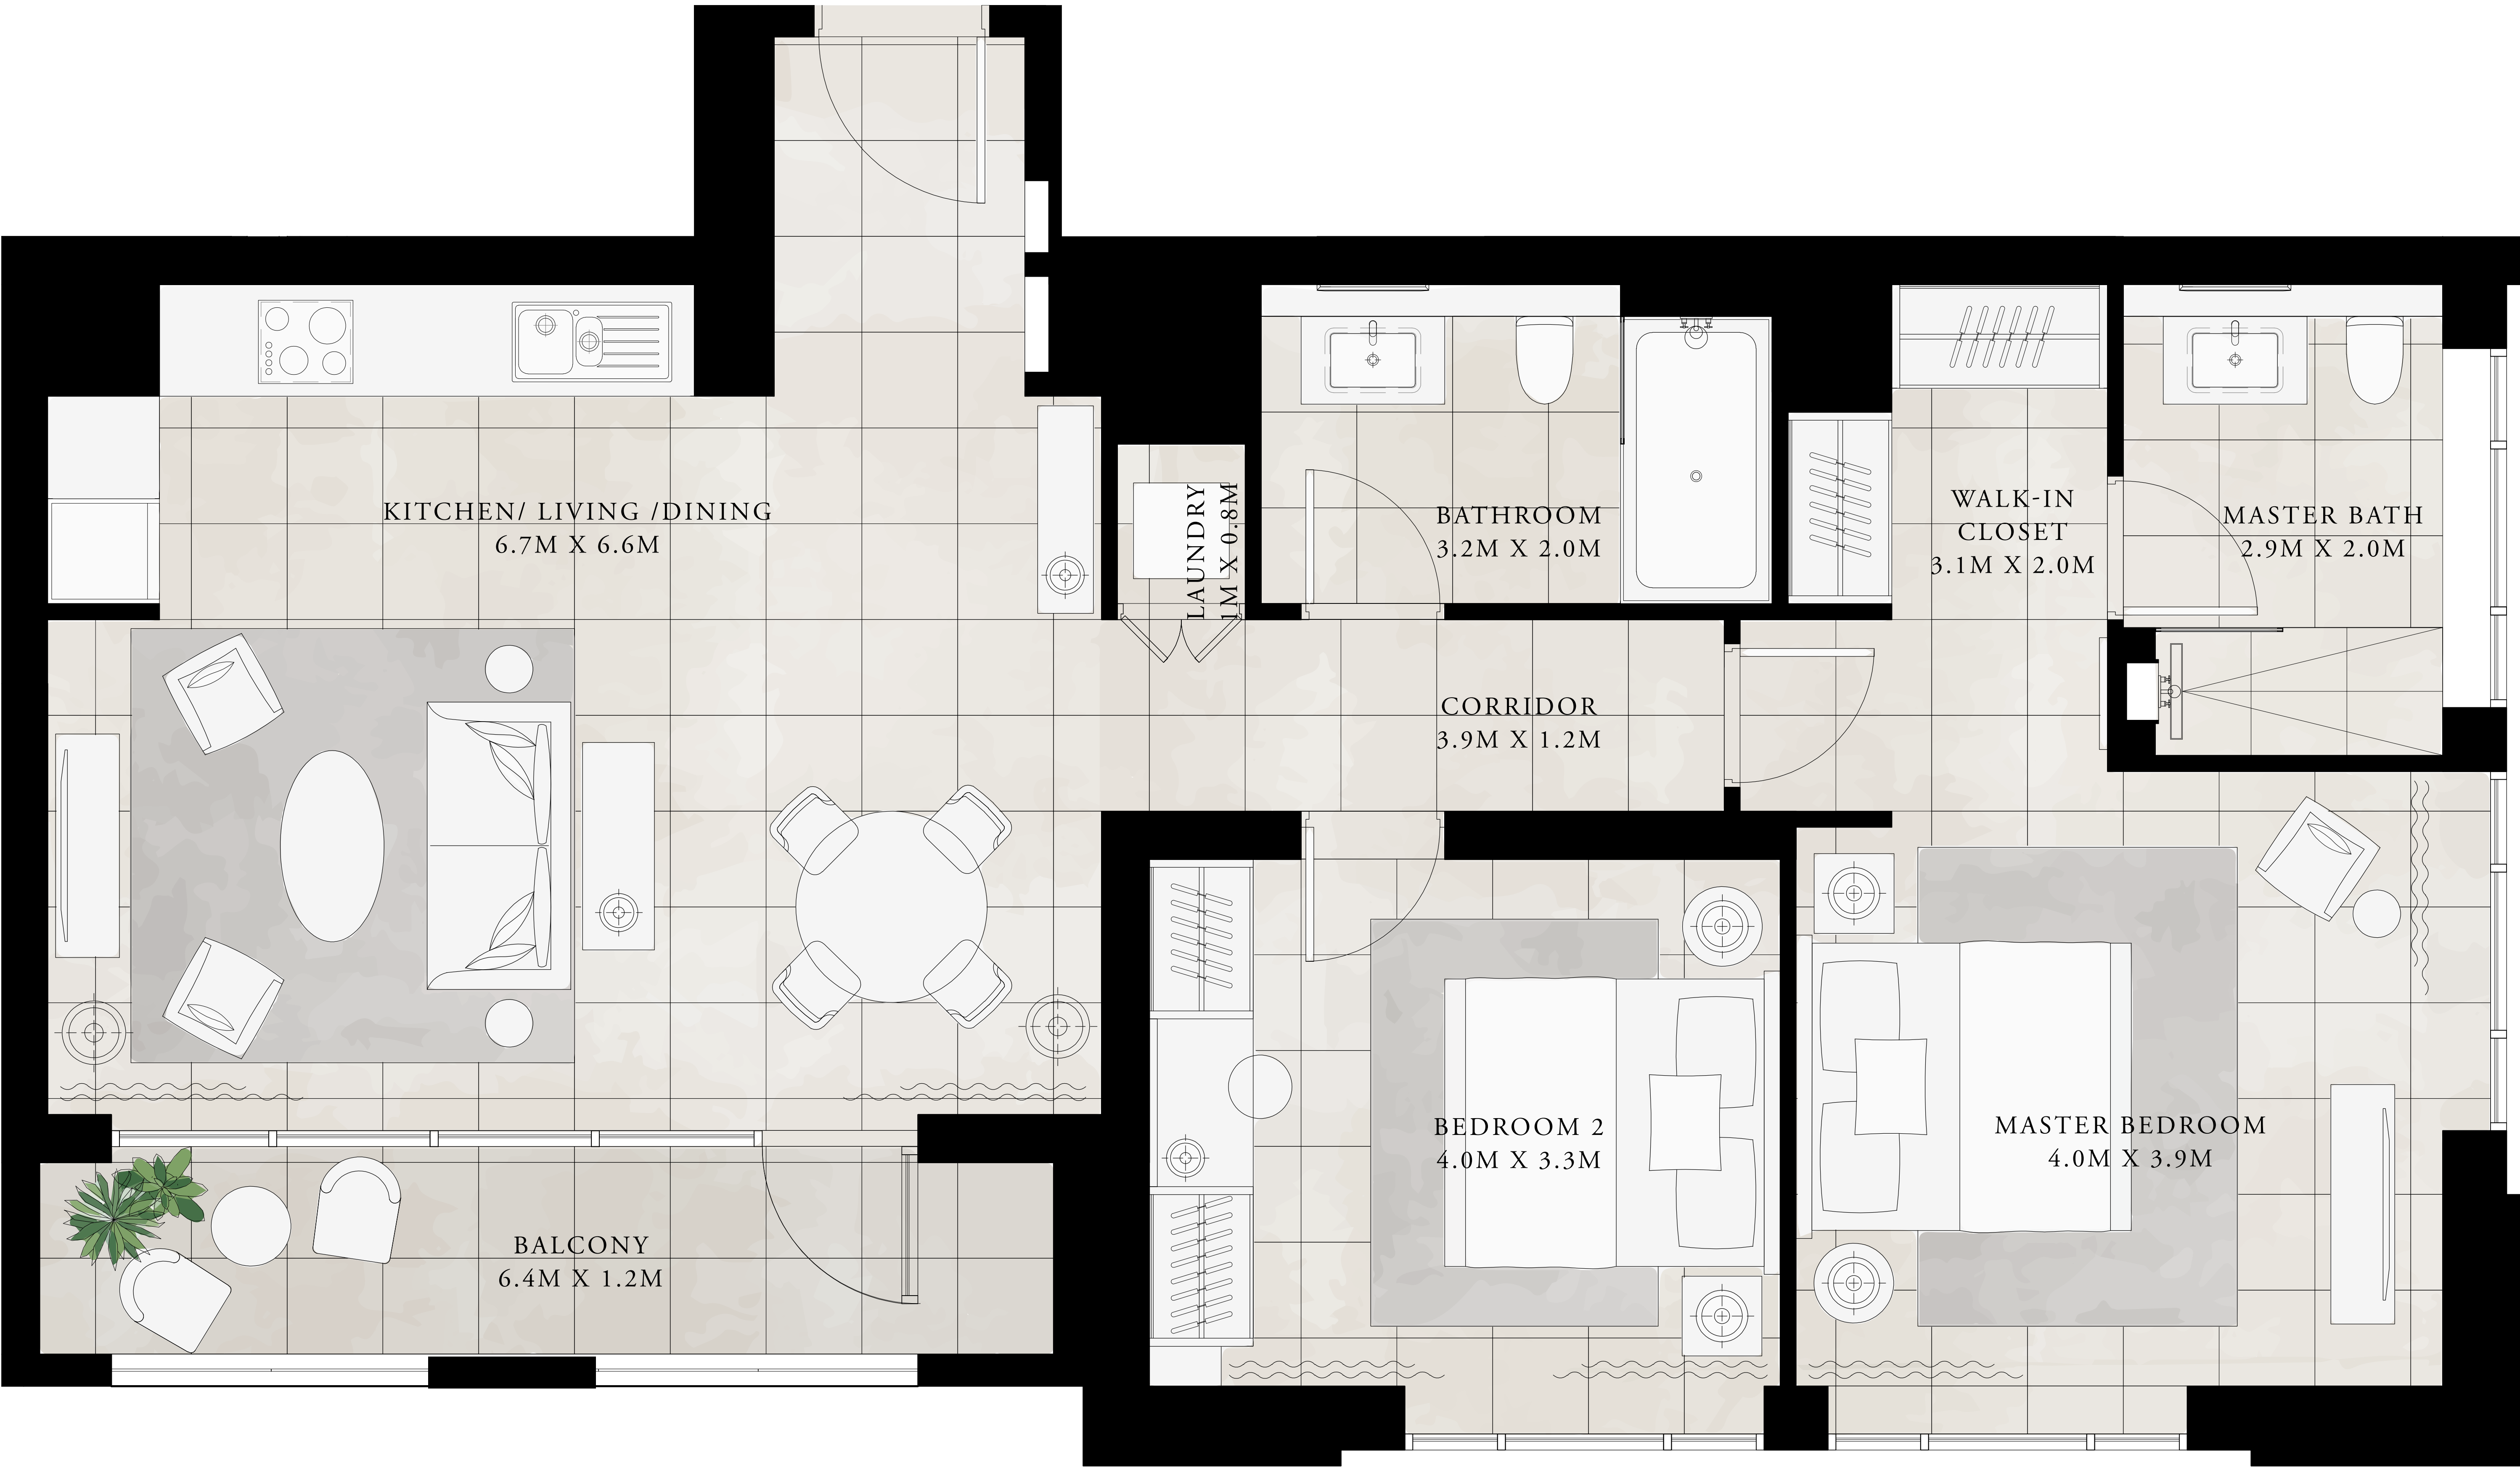 KITCHEN/ LIVING /DINING
6.7M X 6.6M
LAUNDRY
1M X 0.8M
BATHROOM
3.2M X 2.0M
WALK-IN
CLOSET
3.1M X 2.0M
MASTER BATH
2.9M X 2.0M
CORRIDOR
3.9M X 1.2M
BEDROOM 2
4.0M X 3.3M
MASTER BEDROOM
4.0M X 3.9M
BALCONY
6.4M X 1.2M